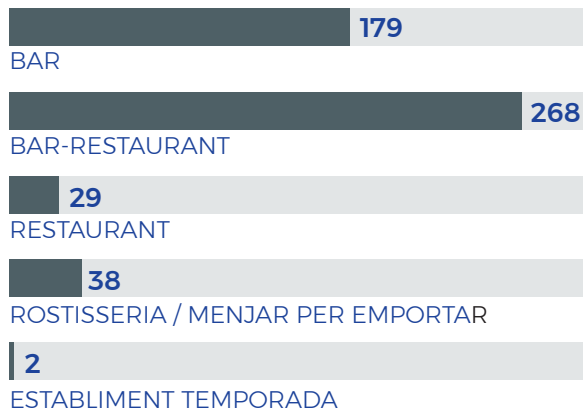 179
BAR
268
BAR-RESTAURANT
29
RESTAURANT
38
ROSTISSERIA / MENJAR PER EMPORTAR
2
ESTABLIMENT TEMPORADA